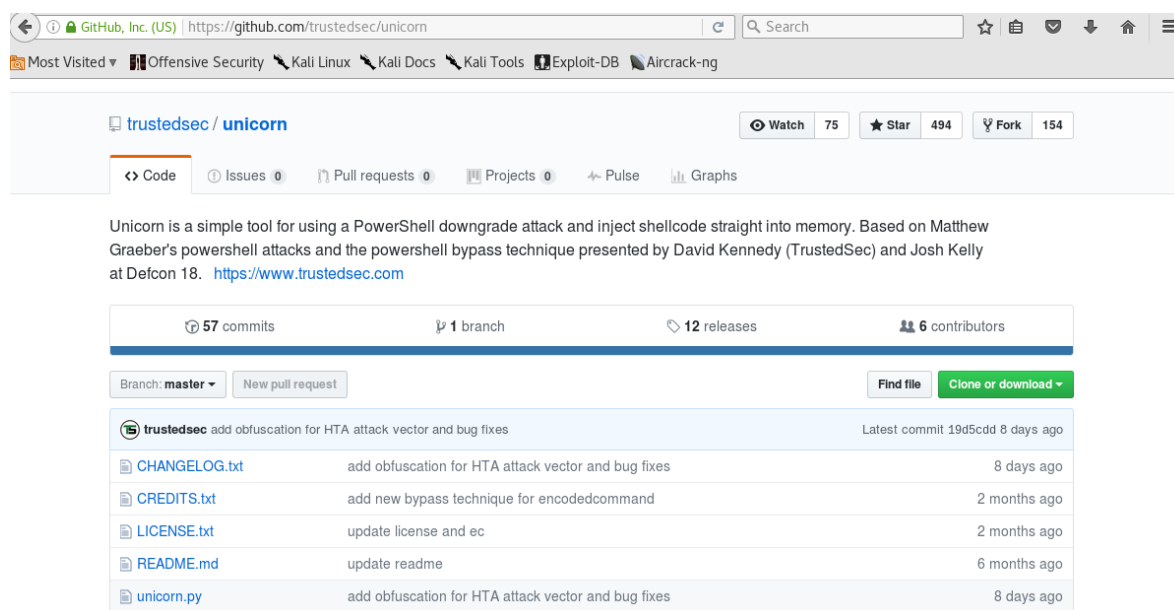 GitHub, Inc. (US) https://github.com/trustedsec/unicorn Search
Most Visited Offensive Security Kali Linux Kali Docs Kali Tools Exploit-DB Aircrack-ng
trustedsec / unicorn
Watch 75 Star 494 Fork 154
Code Issues 0 Pull requests 0 Projects 0 Pulse Graphs
Unicorn is a simple tool for using a PowerShell downgrade attack and inject shellcode straight into memory. Based on Matthew
Graeber's powershell attacks and the powershell bypass technique presented by David Kennedy (TrustedSec) and Josh Kelly
at Defcon 18. https://www.trustedsec.com
57 commits 1 branch 12 releases 6 contributors
Branch: master New pull request Find file Clone or download
TS trustedsec add obfuscation for HTA attack vector and bug fixes Latest commit 19d5cdd 8 days ago
CHANGELOG.txt add obfuscation for HTA attack vector and bug fixes 8 days ago
CREDITS.txt add new bypass technique for encodedcommand 2 months ago
LICENSE.txt update license and ec 2 months ago
README.md update readme 6 months ago
unicorn.py add obfuscation for HTA attack vector and bug fixes 8 days ago